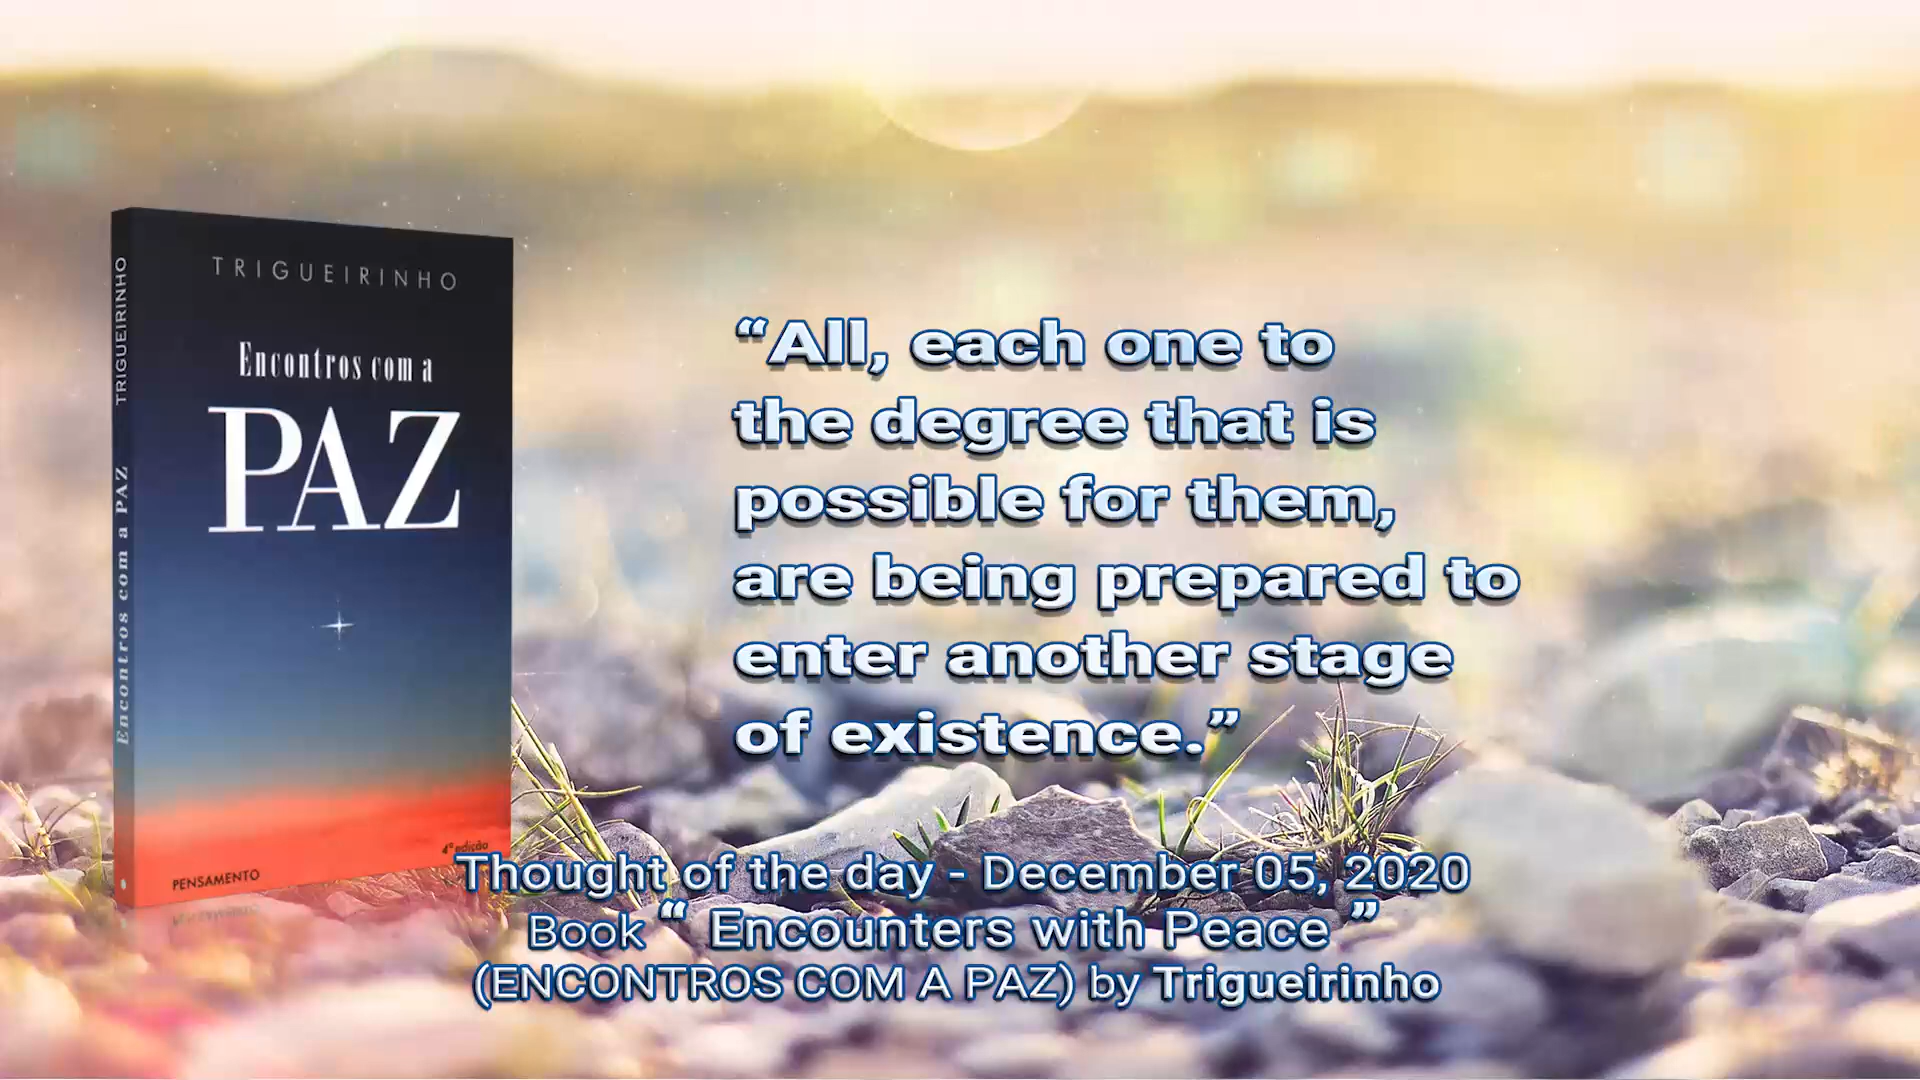 TRIGUEIRINHO
Encontros com a
PAZ
4ª edição
PENSAMENTO
TRIGUEIRINHO
Encontros com a PAZ
“All, each one to
the degree that is
possible for them,
are being prepared to
enter another stage
of existence.”
Thought of the day - December 05, 2020
Book “ Encounters with Peace ”
(ENCONTROS COM A PAZ) by Trigueirinho